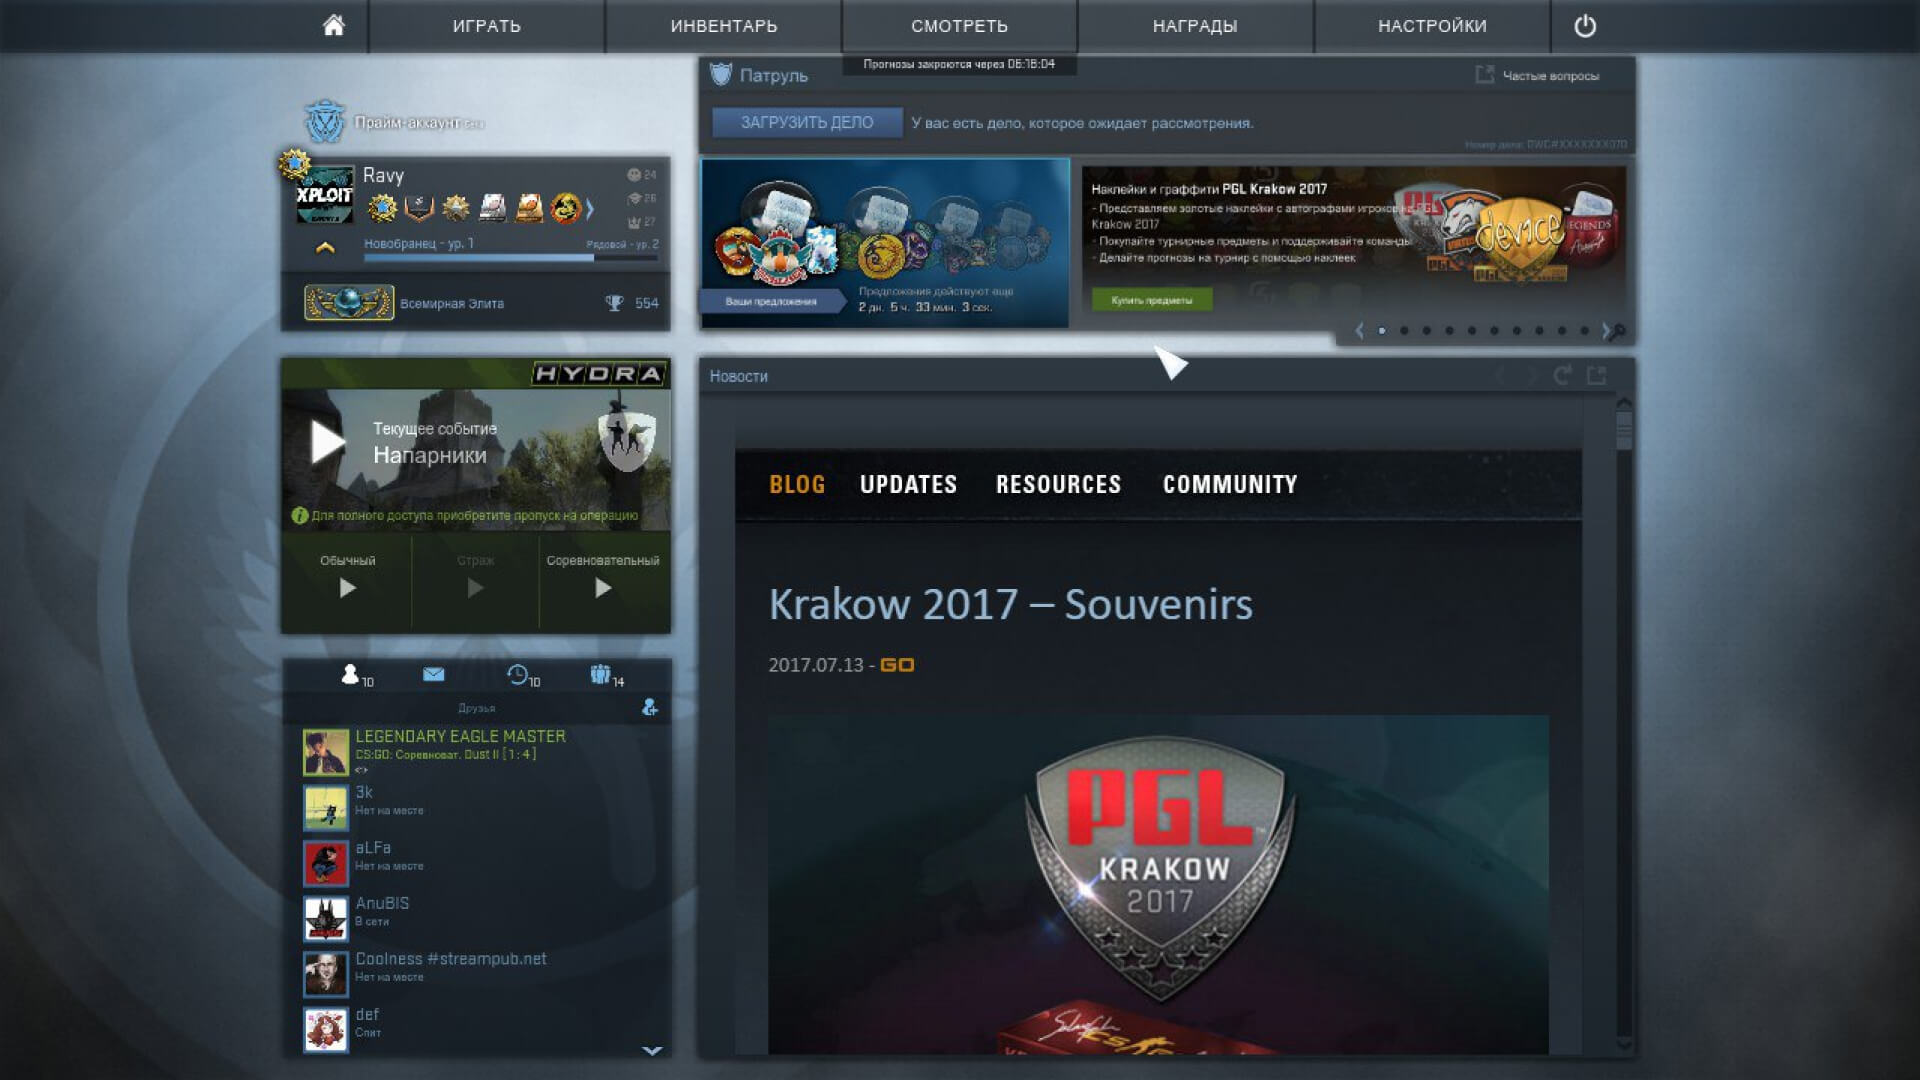 ИГРАТЬ
ИНВЕНТАРЬ
СМОТРЕТЬ
НАГРАДЫ
НАСТРОЙКИ
Прогнозы закроются через 06:18:04
Патруль
Частые вопросы
ЗАГРУЗИТЬ ДЕЛО
У вас есть дело, которое ожидает рассмотрения.
Номер дела: OWC#XXXXXXX070
Прайм-аккаунт Бета
XPLOIT
Ravy
24
26
27
Новобранец - ур. 1
Рядовой - ур. 2
Всемирная Элита
554
Ваши предложения
Предложения действуют еще
2 дн. 5 ч. 33 мин. 3 сек.
Наклейки и граффити PGL Krakow 2017
- Представляем золотые наклейки с автографами игроков на PGL
Krakow 2017
- Покупайте турнирные предметы и поддерживайте команды
- Делайте прогнозы на турнир с помощью наклеек
Купить предметы
device
LEGENDS
HYDRA
Текущее событие
Напарники
Для полного доступа приобретите пропуск на операцию
Обычный
Страж
Соревновательный
10
10
14
Друзья
LEGENDARY EAGLE MASTER
CS:GO: Соревноват. Dust II [ 1 : 4 ]
3k
Нет на месте
aLFa
Нет на месте
AnuBIS
В сети
Coolness #streampub.net
Нет на месте
def
Спит
Новости
BLOG
UPDATES
RESOURCES
COMMUNITY
Krakow 2017 – Souvenirs
2017.07.13 - GO
PGL
KRAKOW
2017